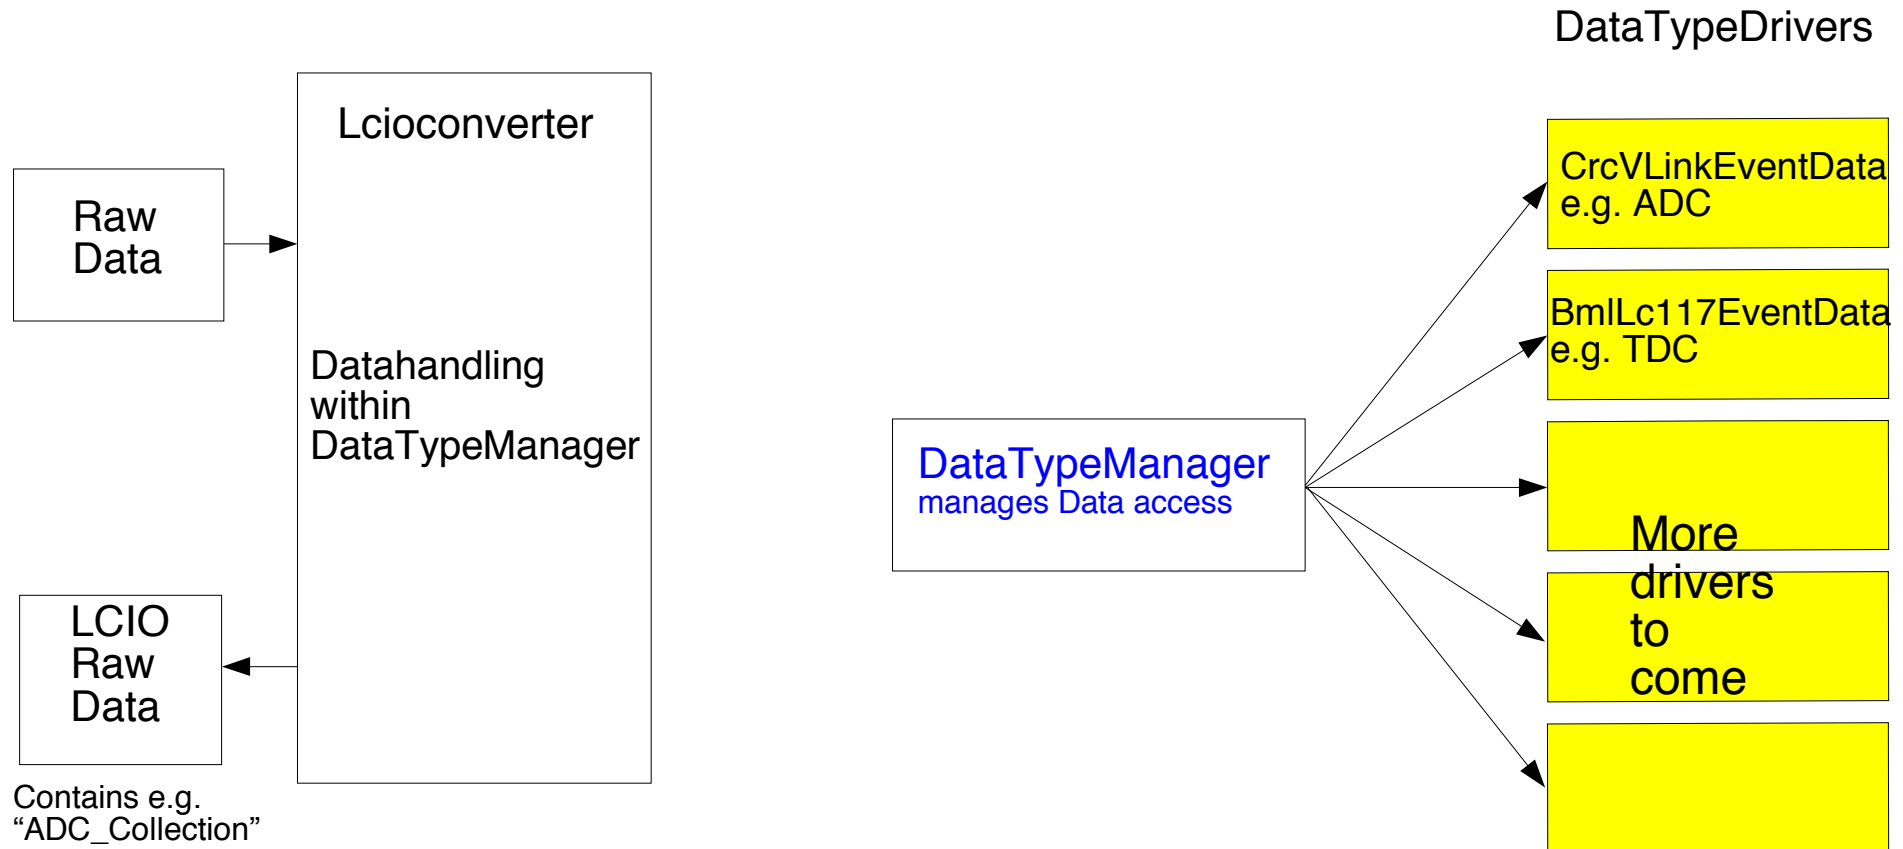 DataTypeDrivers
Lcioconverter
Raw
Data
Datahandling
within
DataTypeManager
LCIO
Raw
Data
Contains e.g.
“ADC_Collection”
DataTypeManager
manages Data access
CrcVLinkEventData
e.g. ADC
BmlLc117EventData
e.g. TDC
More
drivers
to
come